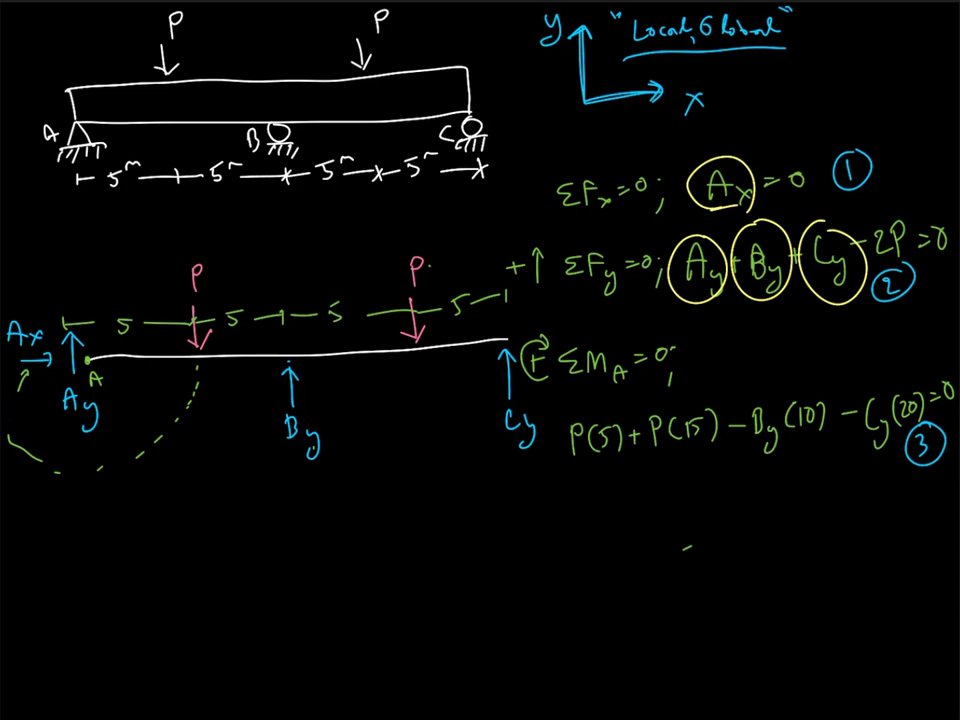 P P
A B C
5m 5m 5m 5m
y "Local, Global"
x
ΣFx=0; Ax=0 1
+↑ ΣFy=0; Ay+By+Cy-2P=0 2
P P
5 5 5 5
Ax A
Ay By Cy
+ ΣMA=0;
P(5)+P(15)-By(10)-Cy(20)=0 3